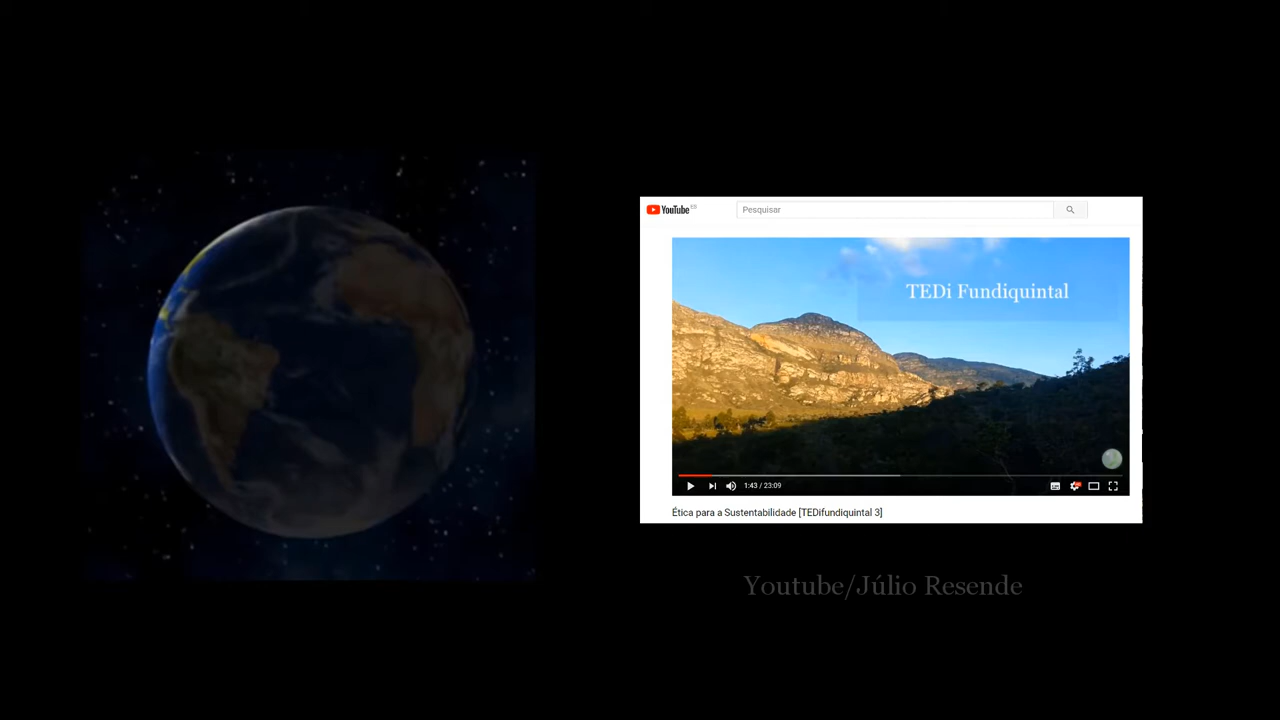 YouTube
Pesquisar
TEDi Fundiquintal
1:43 / 23:09
Ética para a Sustentabilidade [TEDifundiquintal 3]
Youtube/Júlio Resende